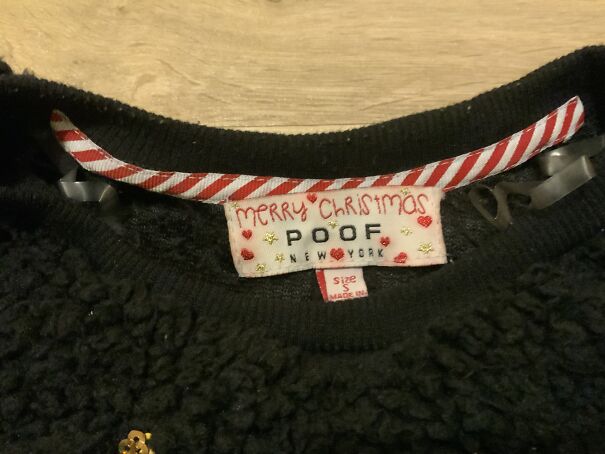 merry Christmas
POOF
NEW YORK
size
S
MADE IN